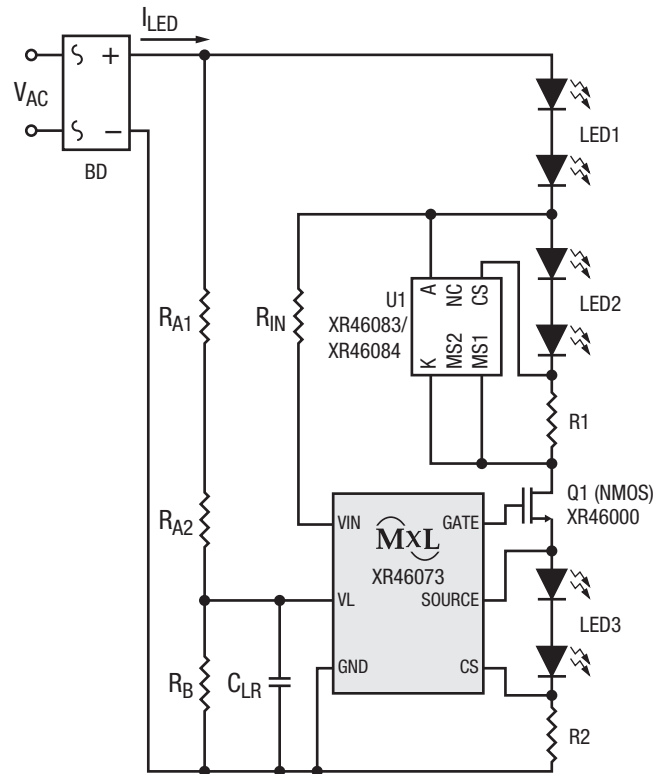 I_LED
+
V_AC
−
BD
LED1
R_A1
R_IN
U1
XR46083/
XR46084
A
NC
CS
K
MS2
MS1
LED2
R1
Q1 (NMOS)
XR46000
R_A2
VIN
MxL
GATE
XR46073
VL
SOURCE
LED3
R_B
C_LR
GND
CS
R2